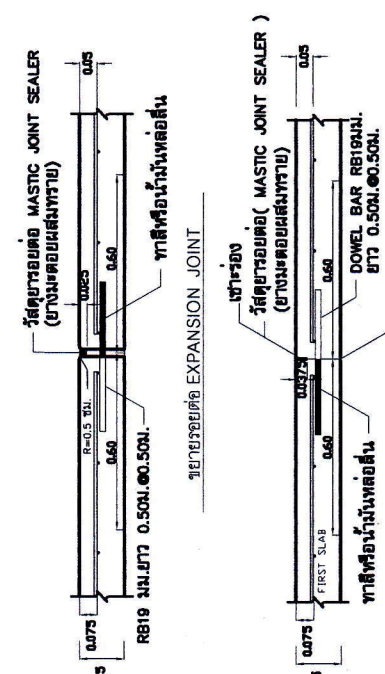 วัสดุยารอยต่อ MASTIC JOINT SEALER
(ยางมะตอยผสมทราย)
0.05
0.025
R=0.5 ซม.
ทาสีหรือน้ำมันหล่อลื่น
0.60
0.60
0.075
RB19 มม.ยาว 0.50ม.@0.50ม.
ขยายรอยต่อ EXPANSION JOINT
เซาะร่อง
วัสดุยารอยต่อ( MASTIC JOINT SEALER )
(ยางมะตอยผสมทราย)
0.05
0.0375
DOWEL BAR RB19มม.
ยาว 0.50ม.@0.50ม.
0.60
0.60
FIRST SLAB
0.075
ทาสีหรือน้ำมันหล่อลื่น